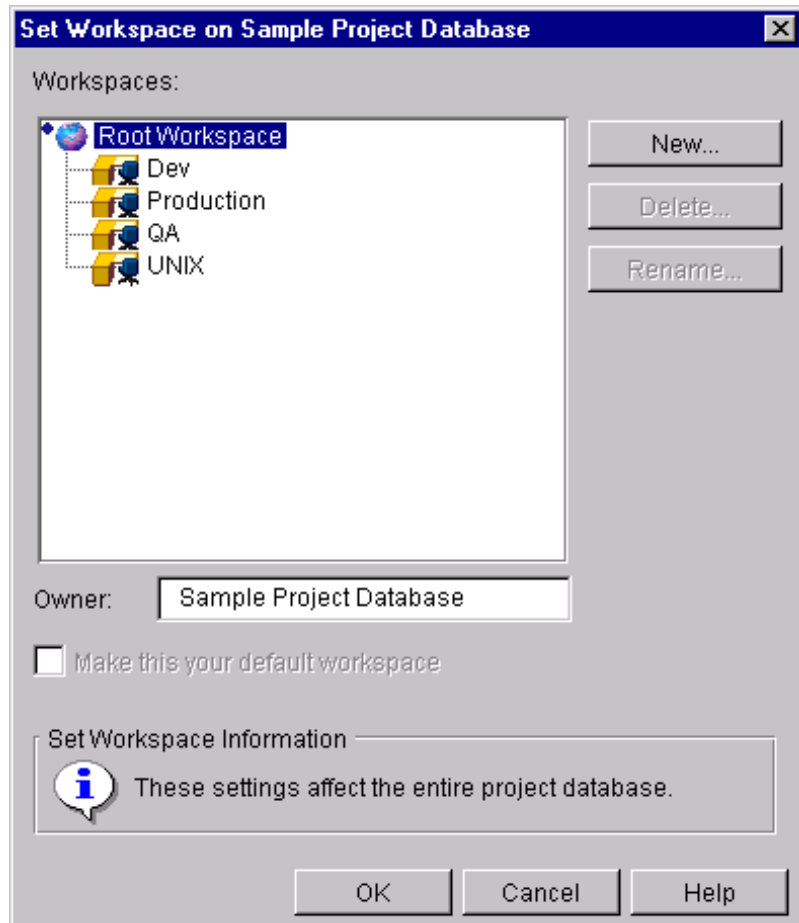 Set Workspace on Sample Project Database
Workspaces:
Root Workspace
Dev
Production
QA
UNIX
New...
Delete...
Rename...
Owner: Sample Project Database
Make this your default workspace
Set Workspace Information
These settings affect the entire project database.
OK Cancel Help